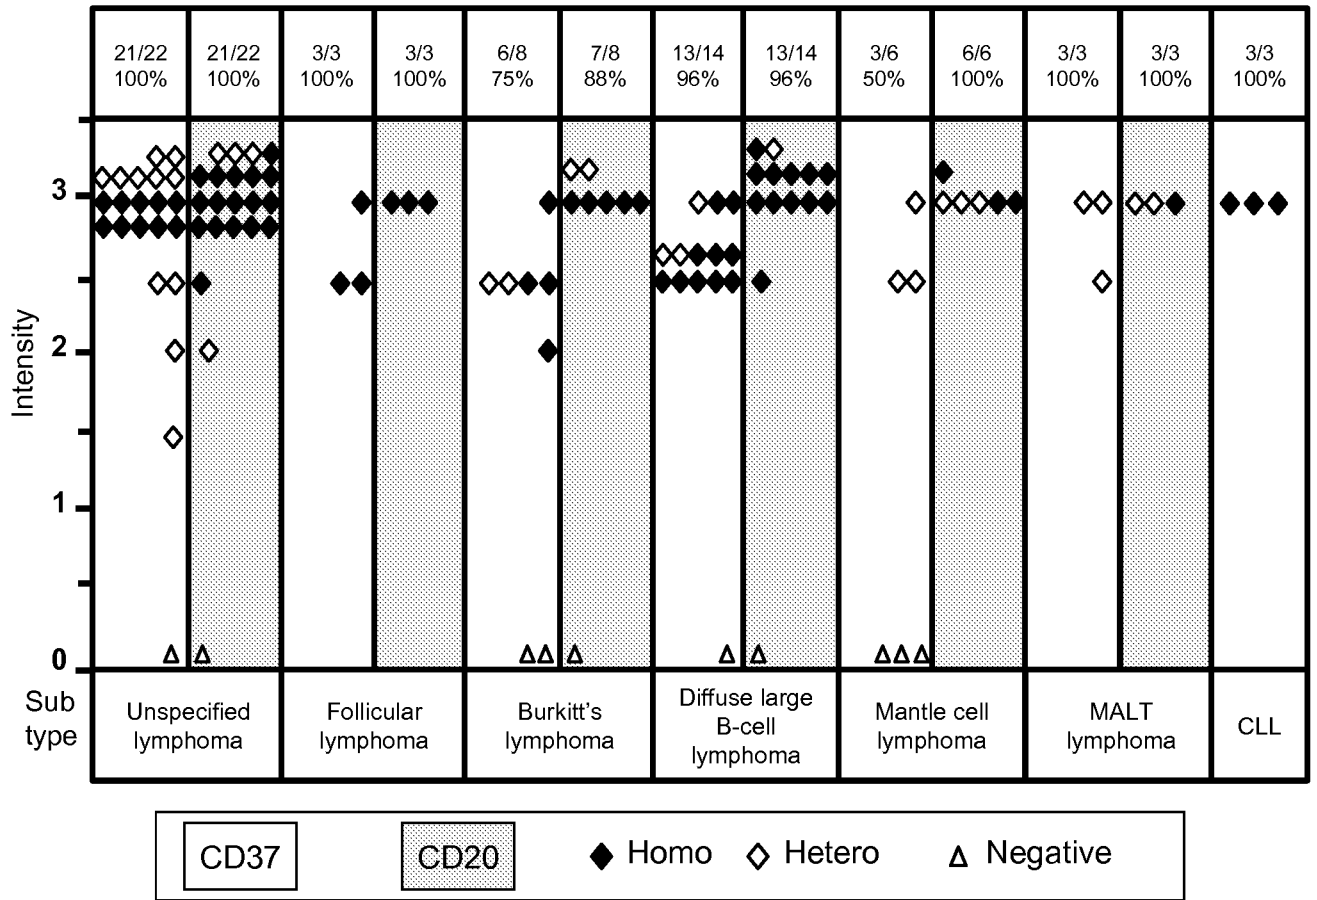 21/22 21/22 3/3 3/3 6/8 7/8 13/14 13/14 3/6 6/6 3/3 3/3 3/3
100% 100% 100% 100% 75% 88% 96% 96% 50% 100% 100% 100% 100%
3
2
Intensity
1
0
Sub
type
Unspecified
lymphoma
Follicular
lymphoma
Burkitt's
lymphoma
Diffuse large
B-cell
lymphoma
Mantle cell
lymphoma
MALT
lymphoma
CLL
CD37 CD20 Homo Hetero Negative